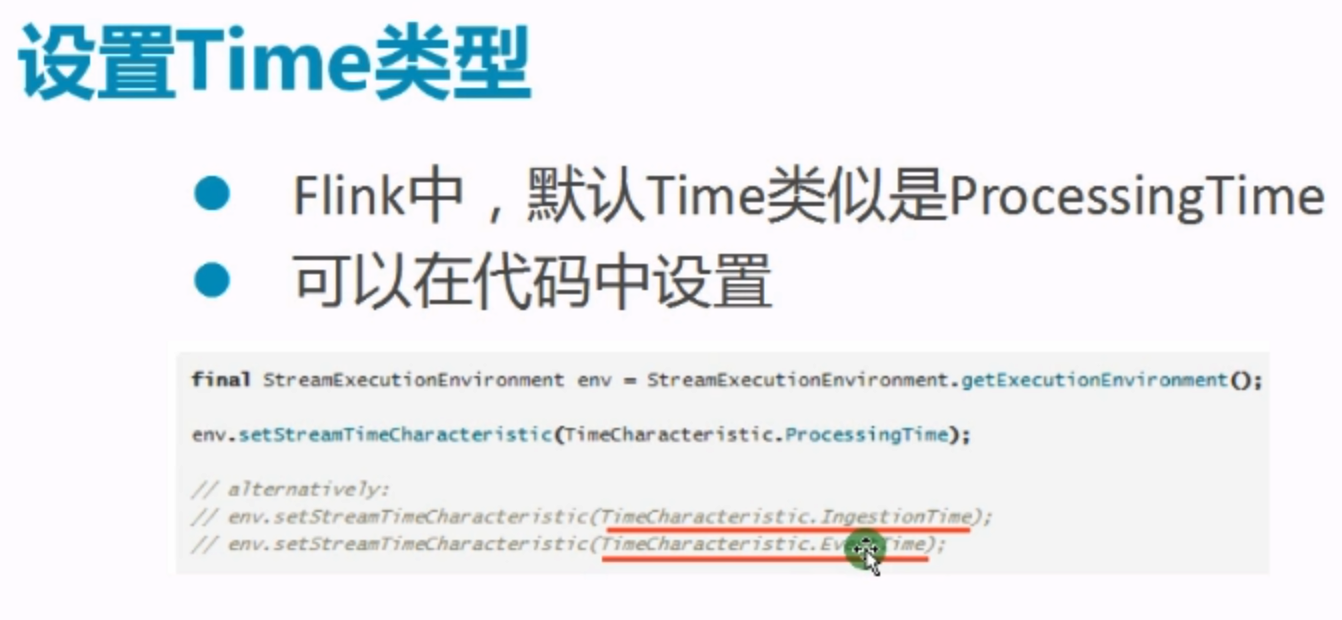 设置Time类型
Flink中，默认Time类似是ProcessingTime
可以在代码中设置
final StreamExecutionEnvironment env = StreamExecutionEnvironment.getExecutionEnvironment();
env.setStreamTimeCharacteristic(TimeCharacteristic.ProcessingTime);
// alternatively:
// env.setStreamTimeCharacteristic(TimeCharacteristic.IngestionTime);
// env.setStreamTimeCharacteristic(TimeCharacteristic.EventTime);